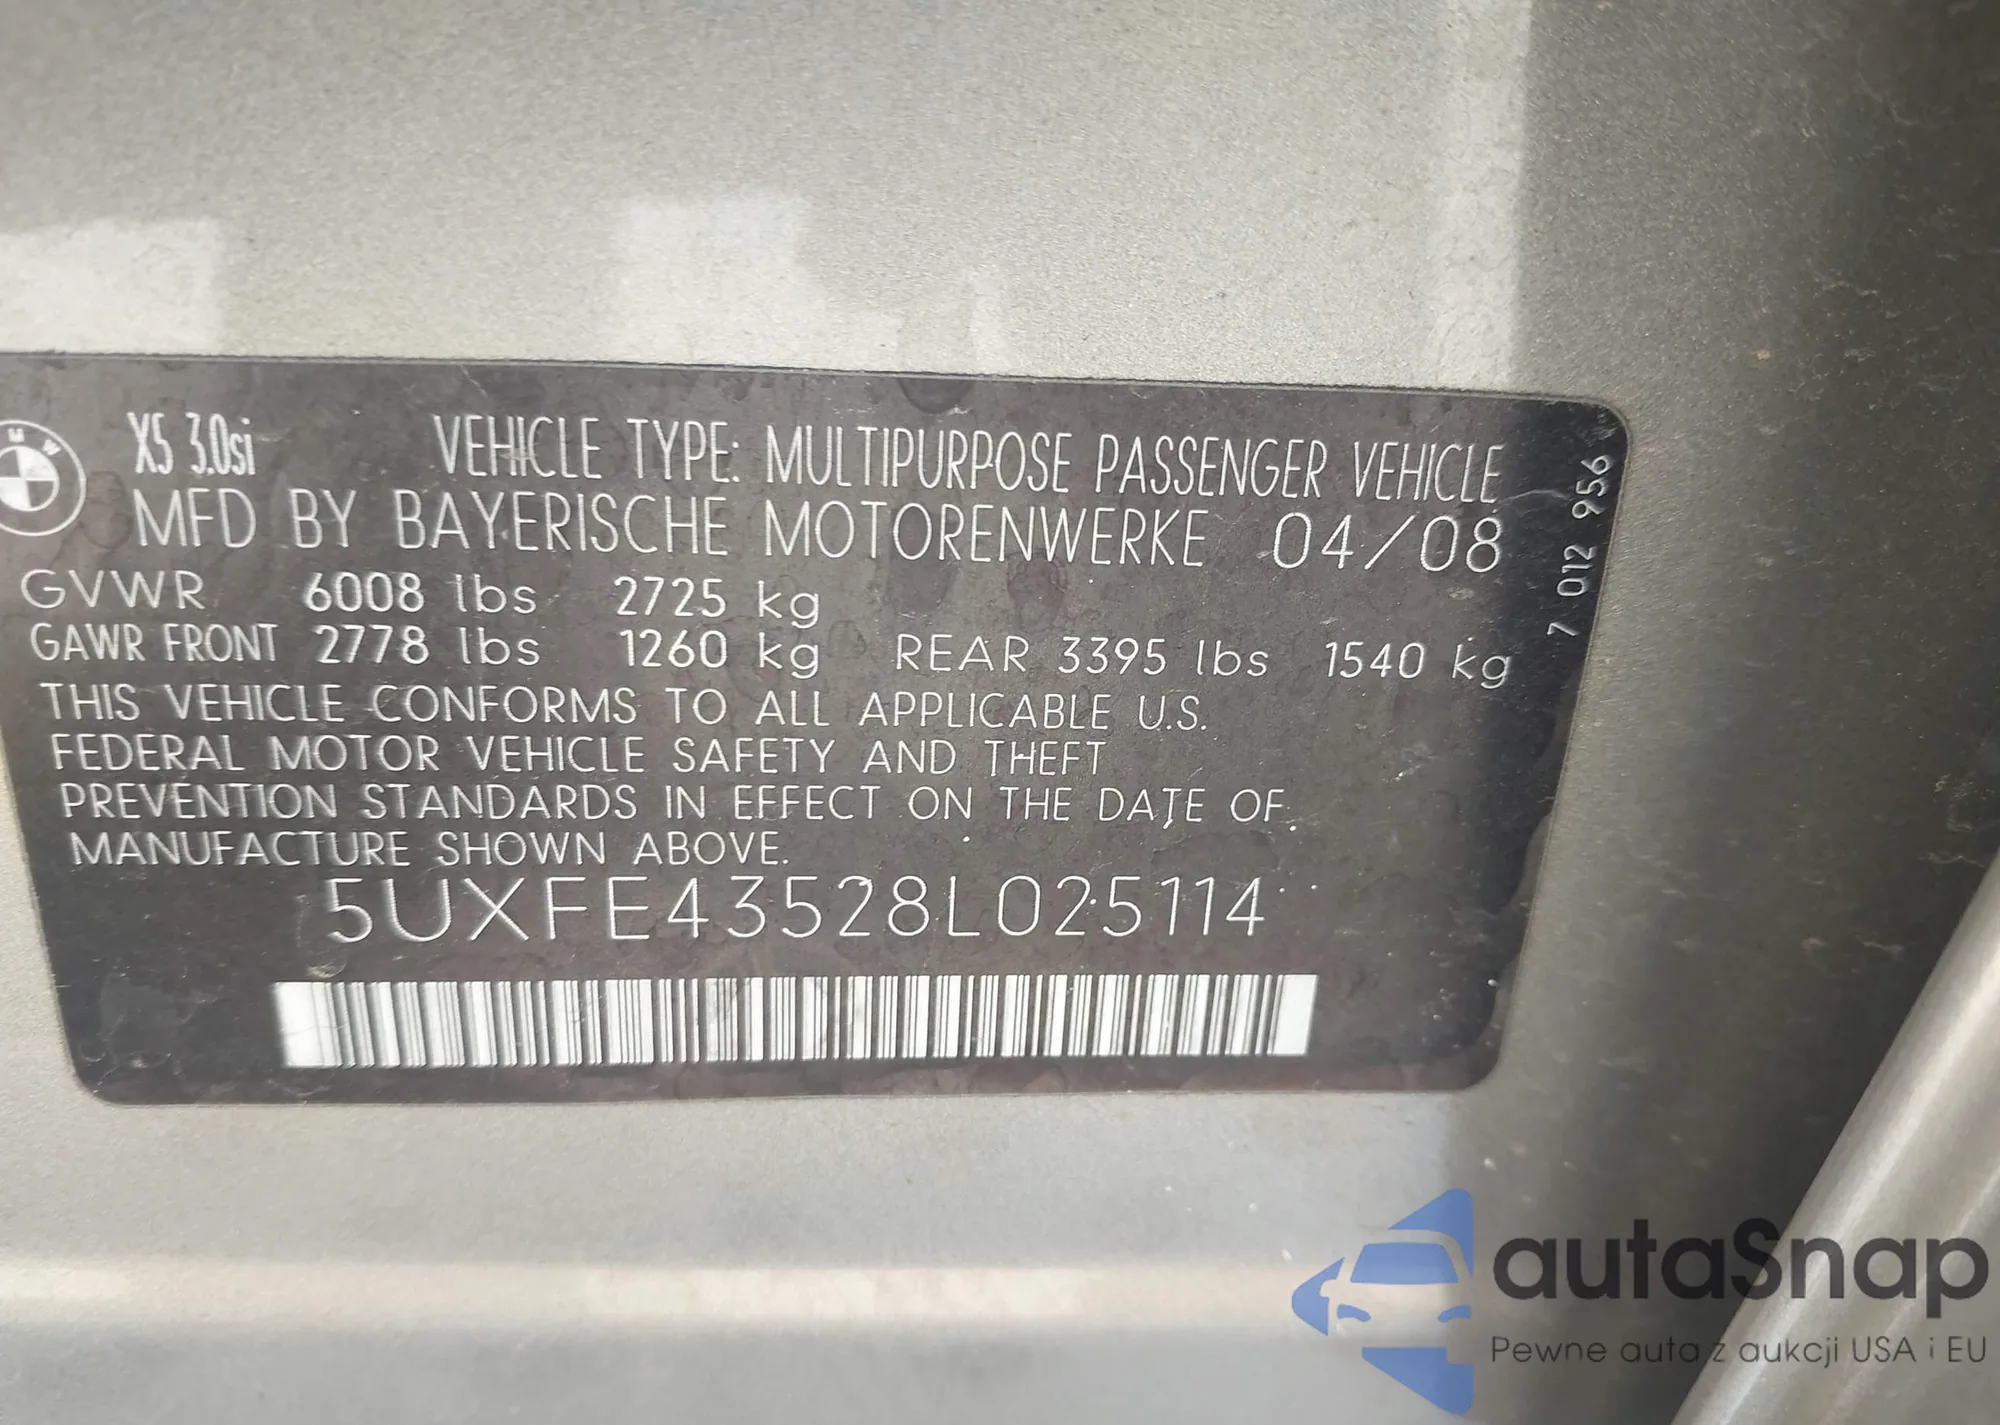 BMW
X5 3.0si VEHICLE TYPE: MULTIPURPOSE PASSENGER VEHICLE
MFD BY BAYERISCHE MOTORENWERKE 04/08
GVWR 6008 lbs 2725 kg
GAWR FRONT 2778 lbs 1260 kg REAR 3395 lbs 1540 kg
THIS VEHICLE CONFORMS TO ALL APPLICABLE U.S.
FEDERAL MOTOR VEHICLE SAFETY AND THEFT
PREVENTION STANDARDS IN EFFECT ON THE DATE OF
MANUFACTURE SHOWN ABOVE.
5UXFE43528L025114
7 012 956
autaSnap
Pewne auta z aukcji USA i EU